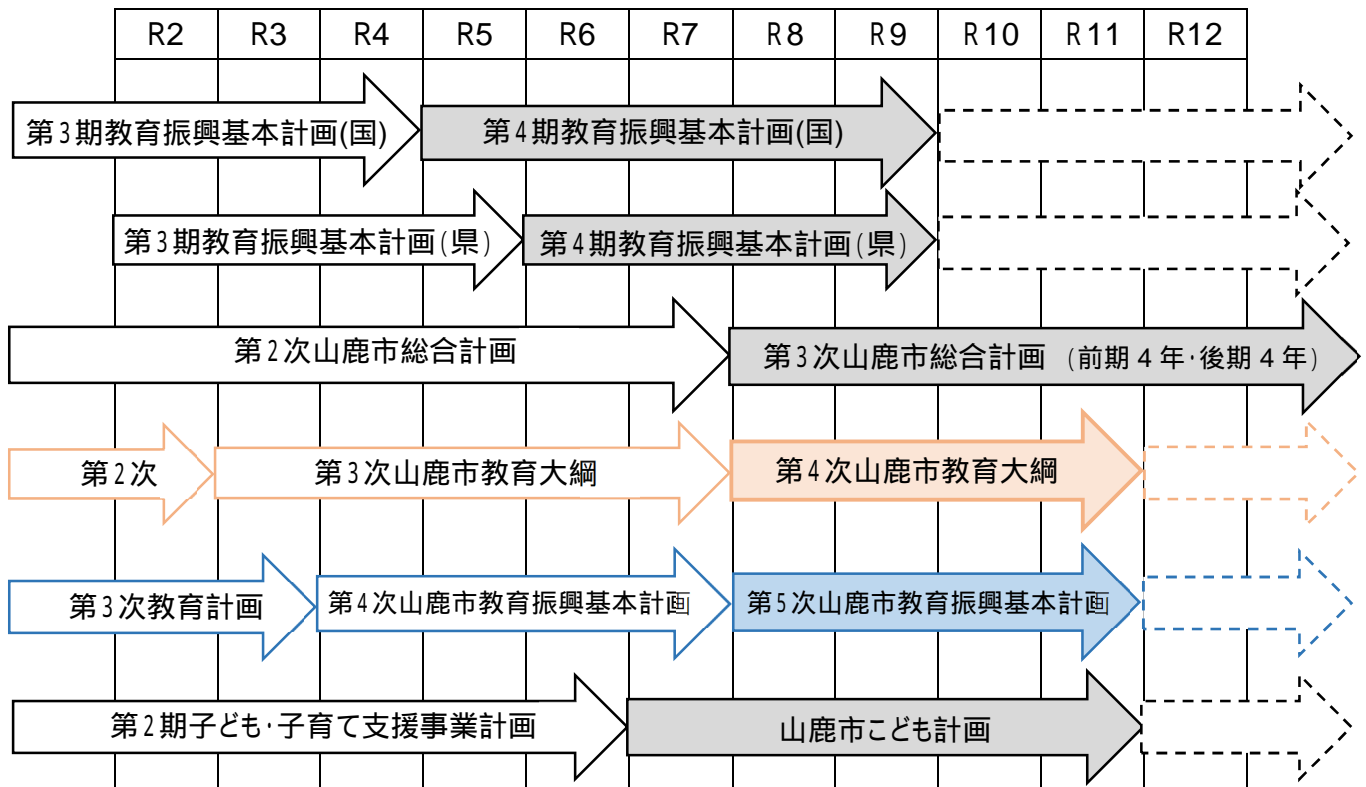 R2 R3 R4 R5 R6 R7 R8 R9 R10 R11 R12
第3期教育振興基本計画(国) 第4期教育振興基本計画(国)
第3期教育振興基本計画(県) 第4期教育振興基本計画(県)
第2次山鹿市総合計画 第3次山鹿市総合計画 (前期4年・後期4年)
第2次 第3次山鹿市教育大綱 第4次山鹿市教育大綱
第3次教育計画 第4次山鹿市教育振興基本計画 第5次山鹿市教育振興基本計画
第2期子ども・子育て支援事業計画 山鹿市こども計画